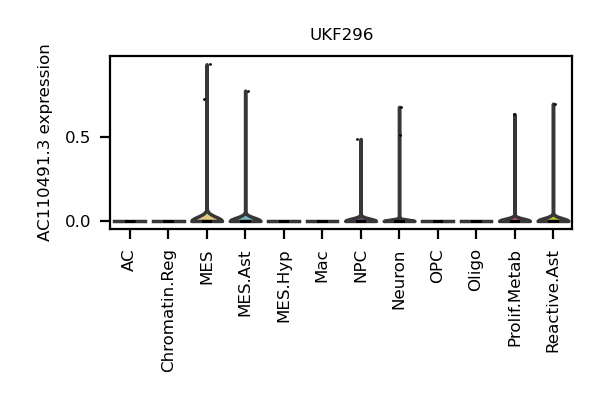 UKF296
AC110491.3 expression
0.5
0.0
AC
Chromatin.Reg
MES
MES.Ast
MES.Hyp
Mac
NPC
Neuron
OPC
Oligo
Prolif.Metab
Reactive.Ast